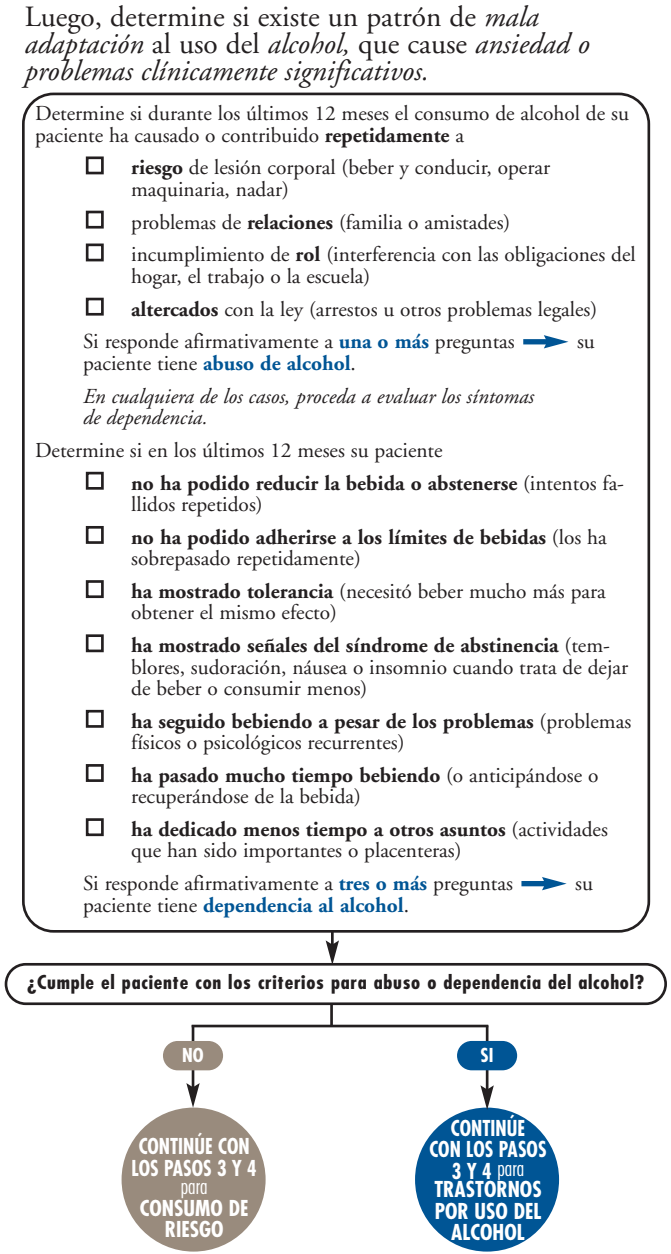 Luego, determine si existe un patrón de mala
adaptación al uso del alcohol, que cause ansiedad o
problemas clínicamente significativos.
Determine si durante los últimos 12 meses el consumo de alcohol de su
paciente ha causado o contribuido repetidamente a
riesgo de lesión corporal (beber y conducir, operar
maquinaria, nadar)
problemas de relaciones (familia o amistades)
incumplimiento de rol (interferencia con las obligaciones del
hogar, el trabajo o la escuela)
altercados con la ley (arrestos u otros problemas legales)
Si responde afirmativamente a una o más preguntas su
paciente tiene abuso de alcohol.
En cualquiera de los casos, proceda a evaluar los síntomas
de dependencia.
Determine si en los últimos 12 meses su paciente
no ha podido reducir la bebida o abstenerse (intentos fa-
llidos repetidos)
no ha podido adherirse a los límites de bebidas (los ha
sobrepasado repetidamente)
ha mostrado tolerancia (necesitó beber mucho más para
obtener el mismo efecto)
ha mostrado señales del síndrome de abstinencia (tem-
blores, sudoración, náusea o insomnio cuando trata de dejar
de beber o consumir menos)
ha seguido bebiendo a pesar de los problemas (problemas
físicos o psicológicos recurrentes)
ha pasado mucho tiempo bebiendo (o anticipándose o
recuperándose de la bebida)
ha dedicado menos tiempo a otros asuntos (actividades
que han sido importantes o placenteras)
Si responde afirmativamente a tres o más preguntas su
paciente tiene dependencia al alcohol.
¿Cumple el paciente con los criterios para abuso o dependencia del alcohol?
NO
SI
CONTINÚE CON
LOS PASOS 3 Y 4
para
CONSUMO DE
RIESGO
CONTINÚE
CON LOS PASOS
3 Y 4 para
TRASTORNOS
POR USO DEL
ALCOHOL